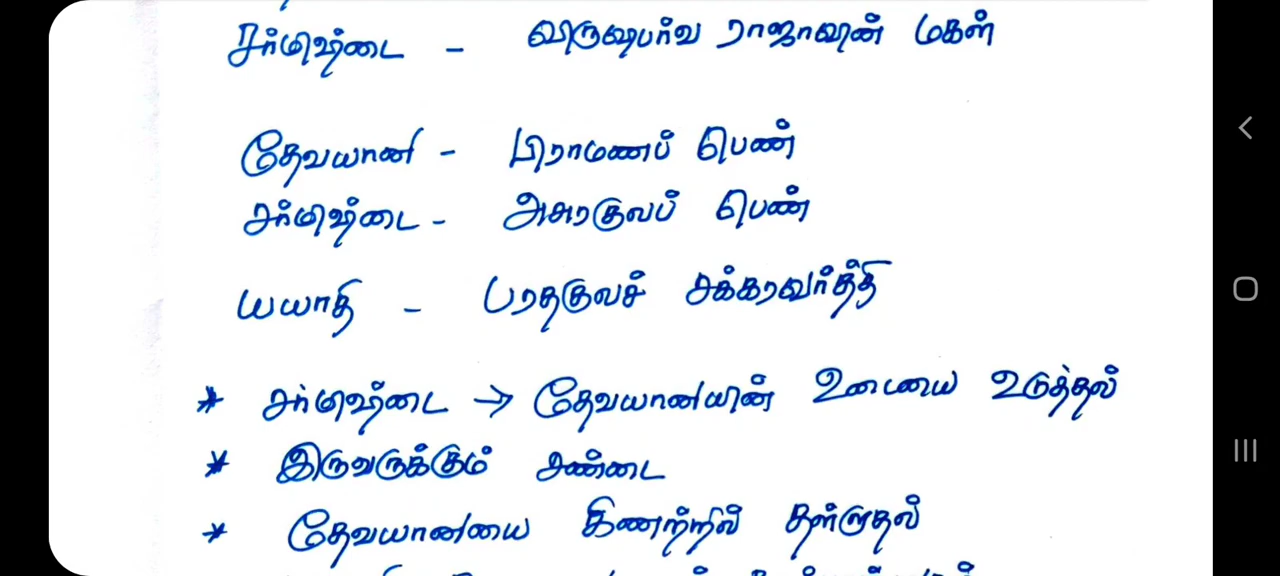 சர்மிஷ்டை - விருஷபர்வ ராஜாவின் மகள்
தேவயானி - பிராமணப் பெண்
சர்மிஷ்டை - அசுரகுலப் பெண்
யயாதி - பரதகுலச் சக்கரவர்த்தி
* சர்மிஷ்டை → தேவயானியின் உடையை உடுத்தல்
* இருவருக்கும் சண்டை
* தேவயானியை கிணற்றில் தள்ளுதல்